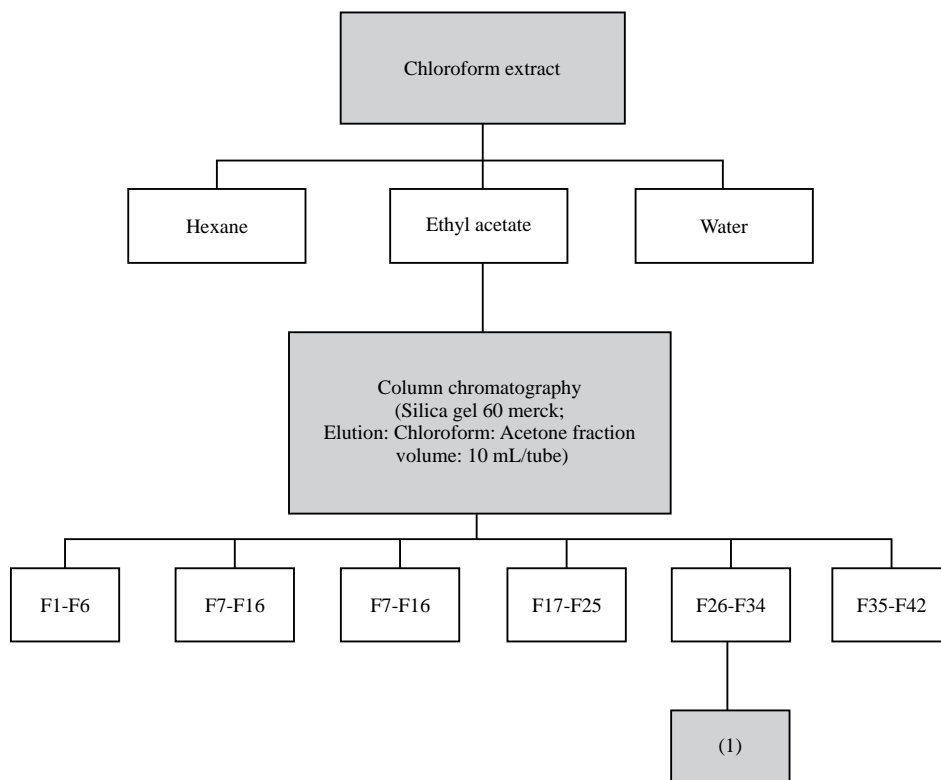 Chloroform extract
Hexane
Ethyl acetate
Water
Column chromatography
(Silica gel 60 merck;
Elution: Chloroform: Acetone fraction
volume: 10 mL/tube)
F1-F6
F7-F16
F7-F16
F17-F25
F26-F34
F35-F42
(1)